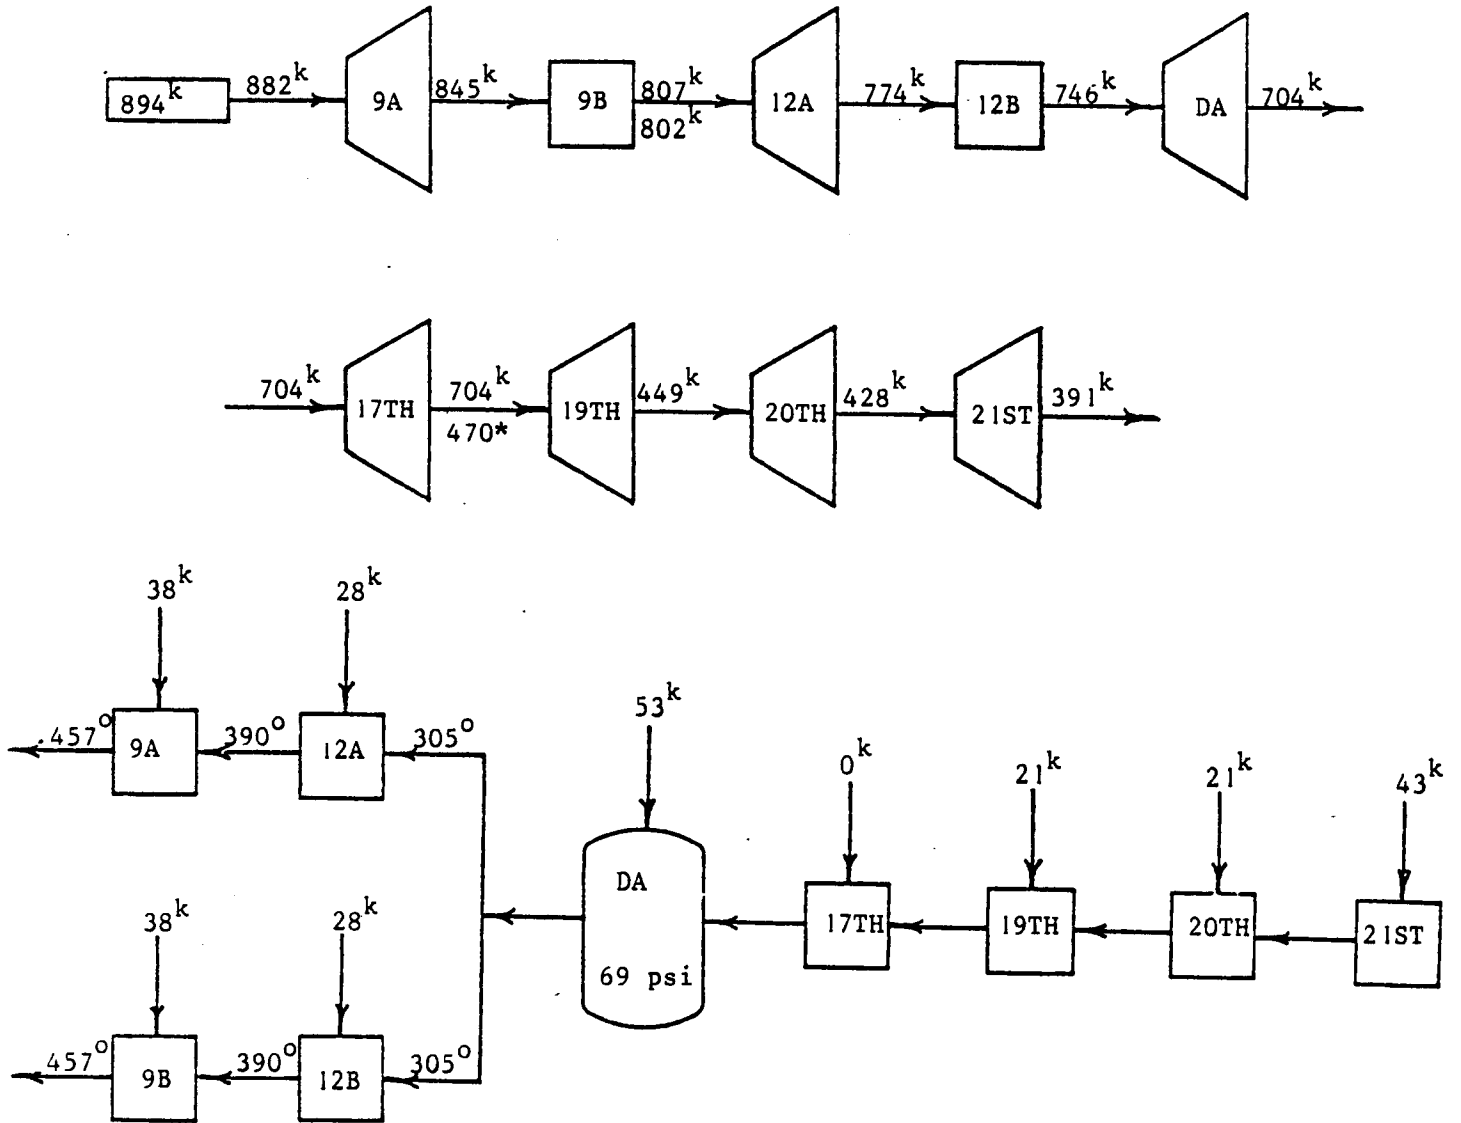 894k 882k 9A 845k 9B 807k 12A 774k 12B 746k DA 704k
802k
704k 17TH 704k 19TH 449k 20TH 428k 21ST 391k
470*
38k 28k
53k
457° 9A 390° 12A 305°
0k 21k 21k 43k
DA
38k 28k
17TH 19TH 20TH 21ST
69 psi
457° 9B 390° 12B 305°